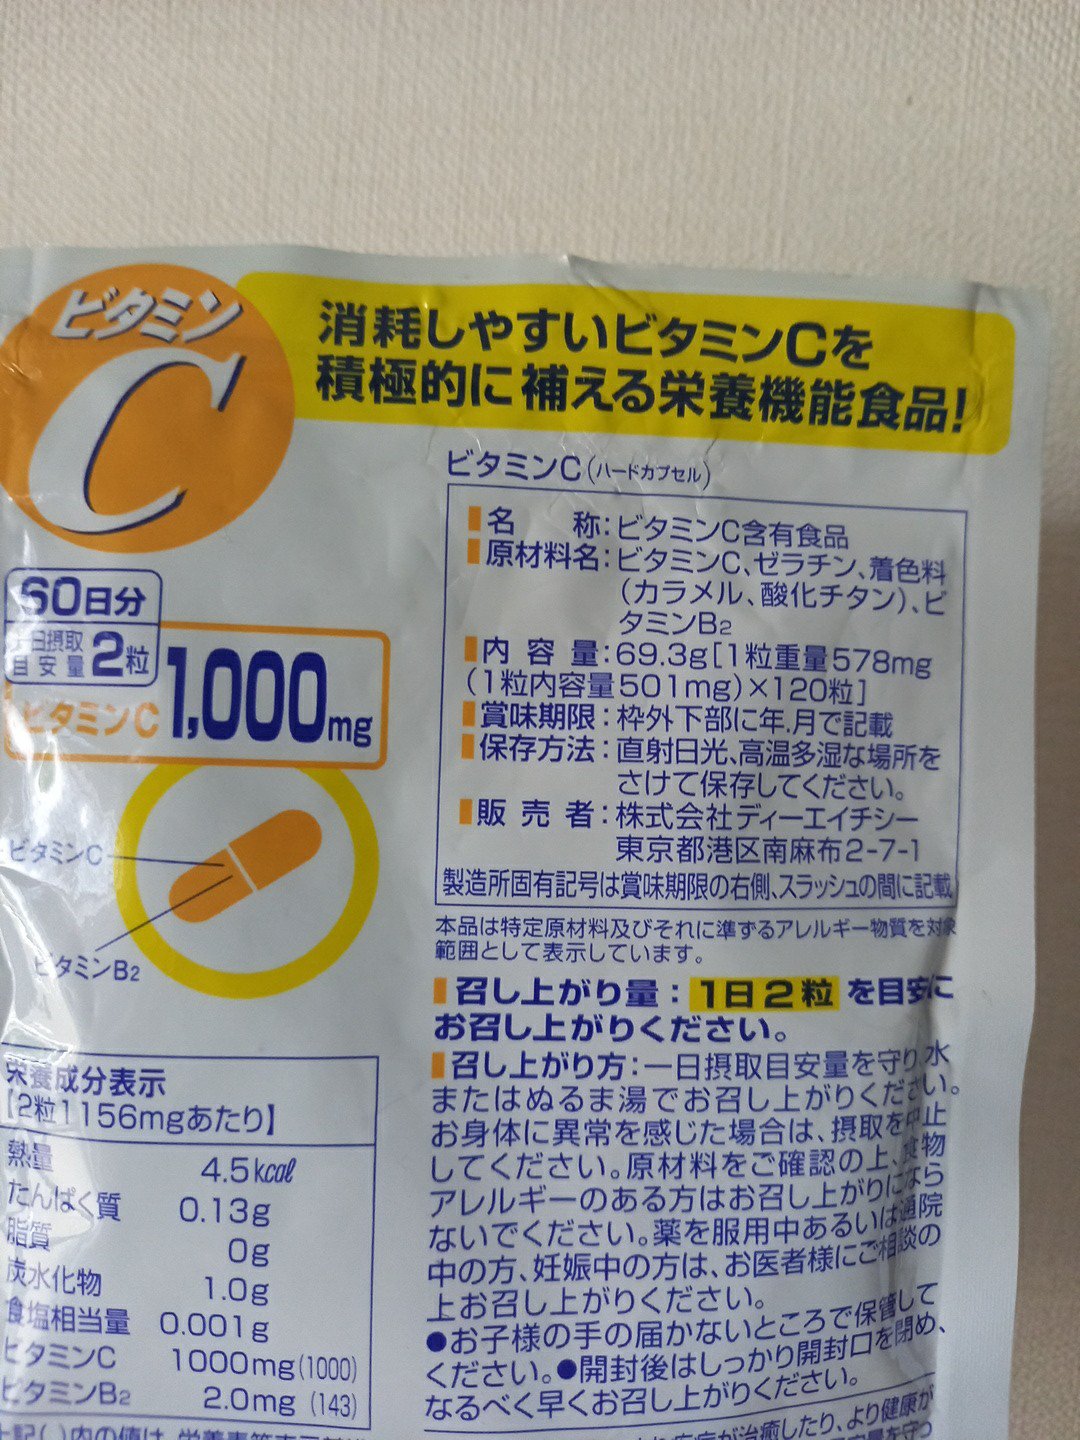 ビタミン
C
消耗しやすいビタミンCを
積極的に補える栄養機能食品!
60日分
一日摂取
目安量 2粒
ビタミンC 1,000mg
ビタミンC
ビタミンB2
栄養成分表示
【2粒1156mgあたり】
熱量 4.5kcal
たんぱく質 0.13g
脂質 0g
炭水化物 1.0g
食塩相当量 0.001g
ビタミンC 1000mg(1000)
ビタミンB2 2.0mg (143)
上記( )内の値は、栄養素等表示基準
ビタミンC(ハードカプセル)
名 称:ビタミンC含有食品
原材料名:ビタミンC、ゼラチン、着色料
(カラメル、酸化チタン)、ビ
タミンB2
内 容 量:69.3g[1粒重量578mg
(1粒内容量501mg)×120粒]
賞味期限:枠外下部に年.月で記載
保存方法:直射日光、高温多湿な場所を
さけて保存してください。
販 売 者:株式会社ディーエイチシー
東京都港区南麻布2-7-1
製造所固有記号は賞味期限の右側、スラッシュの間に記載
本品は特定原材料及びそれに準ずるアレルギー物質を対象
範囲として表示しています。
召し上がり量:1日2粒を目安に
お召し上がりください。
召し上がり方:一日摂取目安量を守り、水
またはぬるま湯でお召し上がりください。
お身体に異常を感じた場合は、摂取を中止
してください。原材料をご確認の上、食物
アレルギーのある方はお召し上がりになら
ないでください。薬を服用中あるいは通院
中の方、妊娠中の方は、お医者様にご相談の
上お召し上がりください。
●お子様の手の届かないところで保管して
ください。●開封後はしっかり開封口を閉め、
なるべく早くお召し上がりください。
疾病が治癒したり、より健康が